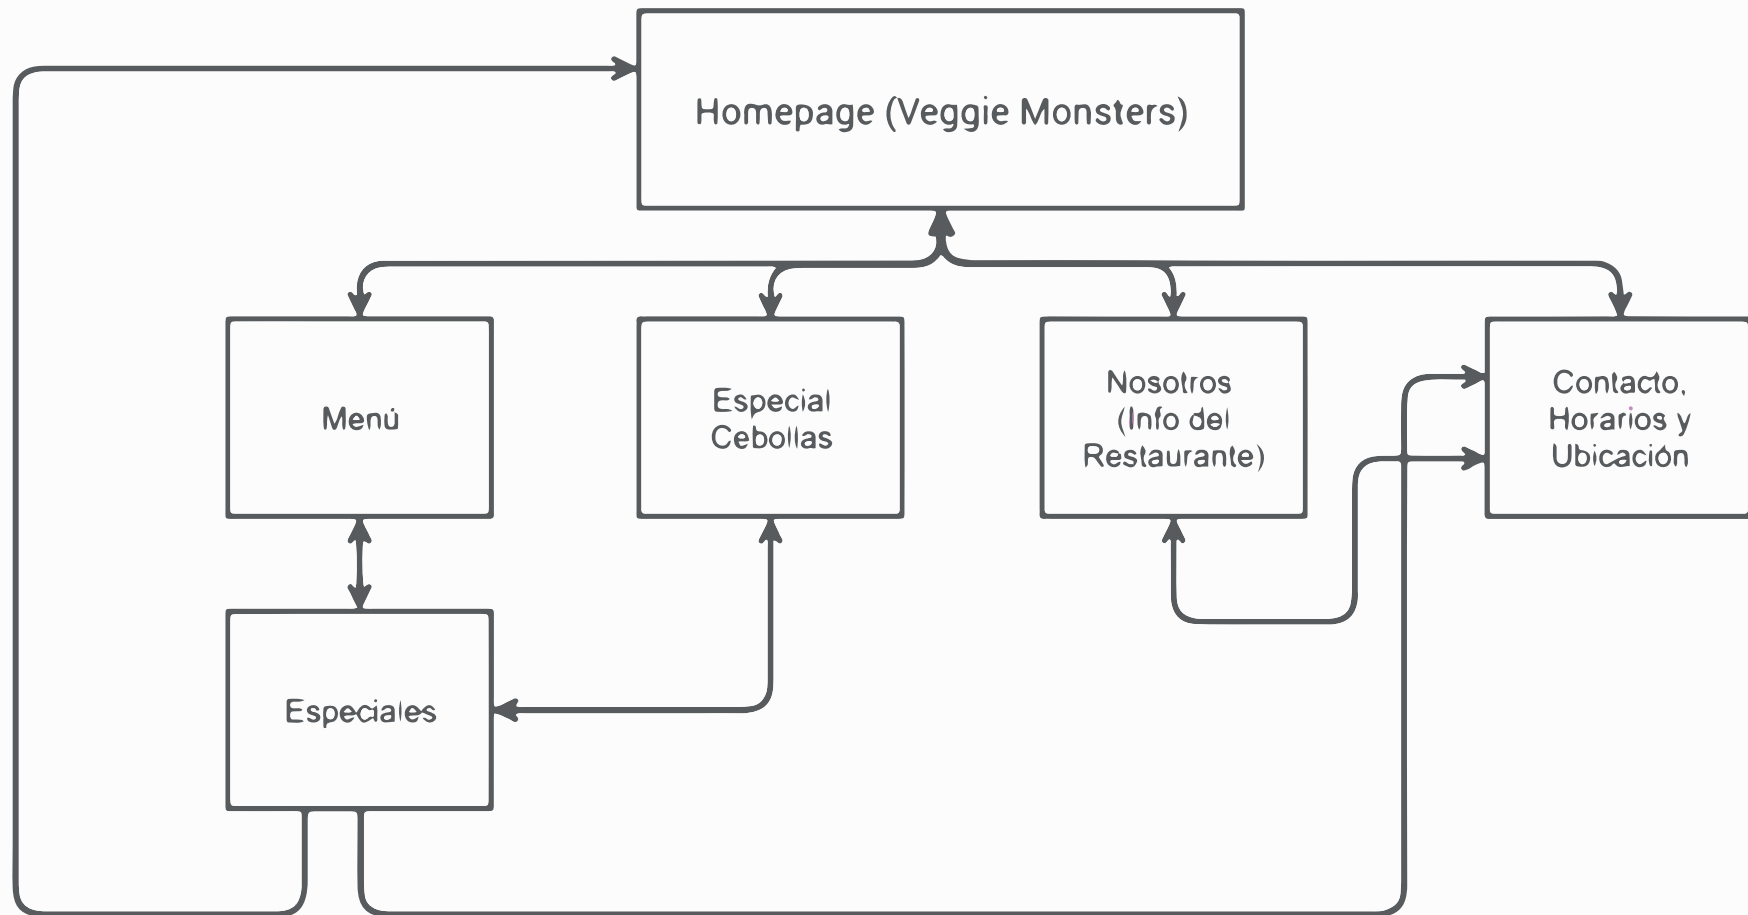 Homepage (Veggie Monsters)
Menú
Especial
Cebollas
Nosotros
(Info del
Restaurante)
Contacto,
Horarios y
Ubicación
Especiales